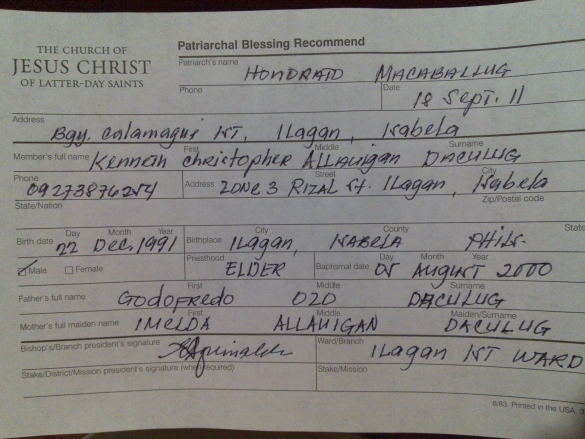 THE CHURCH OF
JESUS CHRIST
OF LATTER-DAY SAINTS
Patriarchal Blessing Recommend
Patriarch's name HONORATO MACABALLUG
Phone Date 18 Sept. 11
Address Bgy. Calamagui 1ST, Ilagan, Isabela
Member's full name First Middle Surname
Kenneth Christopher ALLAUIGAN DACULUG
Phone Address Street City
09273876254 ZONE 3 RIZAL St. Ilagan, Isabela
State/Nation Zip/Postal code
Birth date Day Month Year Birthplace City County State
22 Dec. 1991 Ilagan, ISABELA PHILS.
Male Female Priesthood ELDER Baptismal date Day Month Year
05 AUGUST 2000
Father's full name First Middle Surname
GODOFREDO DACULUG
Mother's full maiden name First Middle Maiden/Surname
IMELDA ALLAUIGAN DACULUG
Bishop's/Branch president's signature Ward/Branch Ilagan 1ST WARD
Stake/District/Mission president's signature (when required) Stake/Mission
8/83. Printed in the USA.